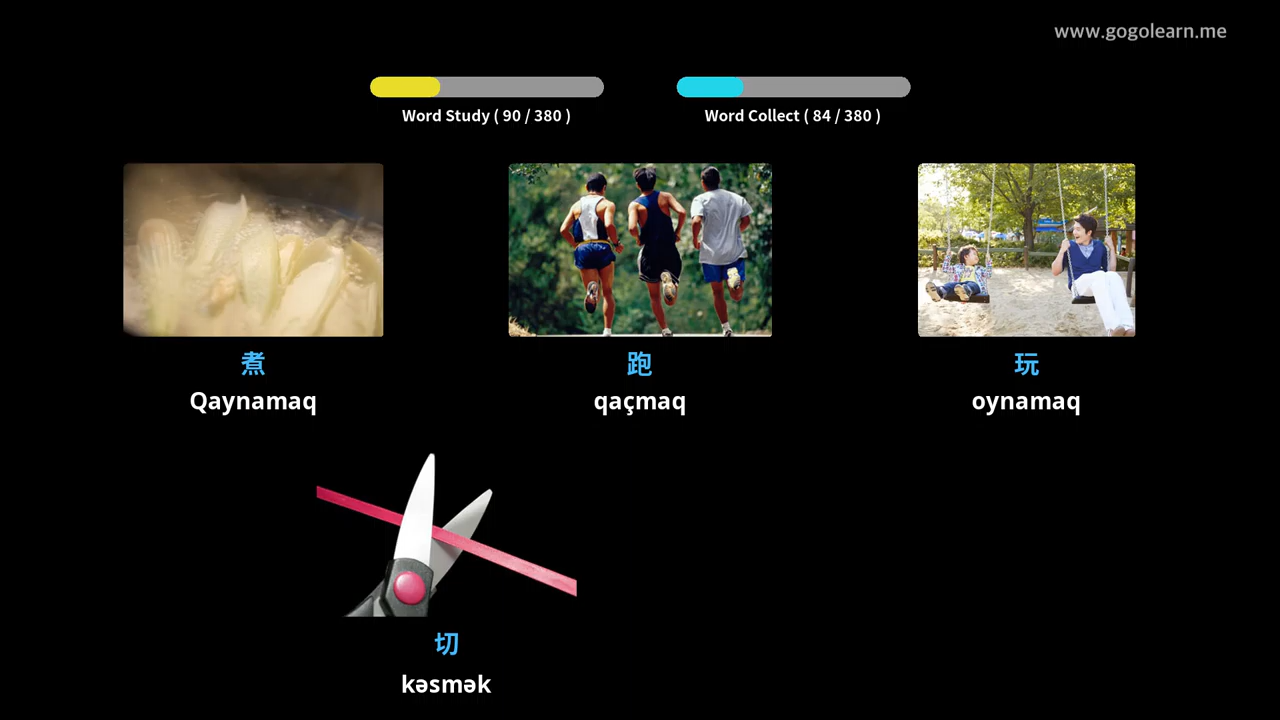 www.gogolearn.me
Word Study ( 90 / 380 )
Word Collect ( 84 / 380 )
煮
Qaynamaq
跑
qaçmaq
玩
oynamaq
切
kəsmək